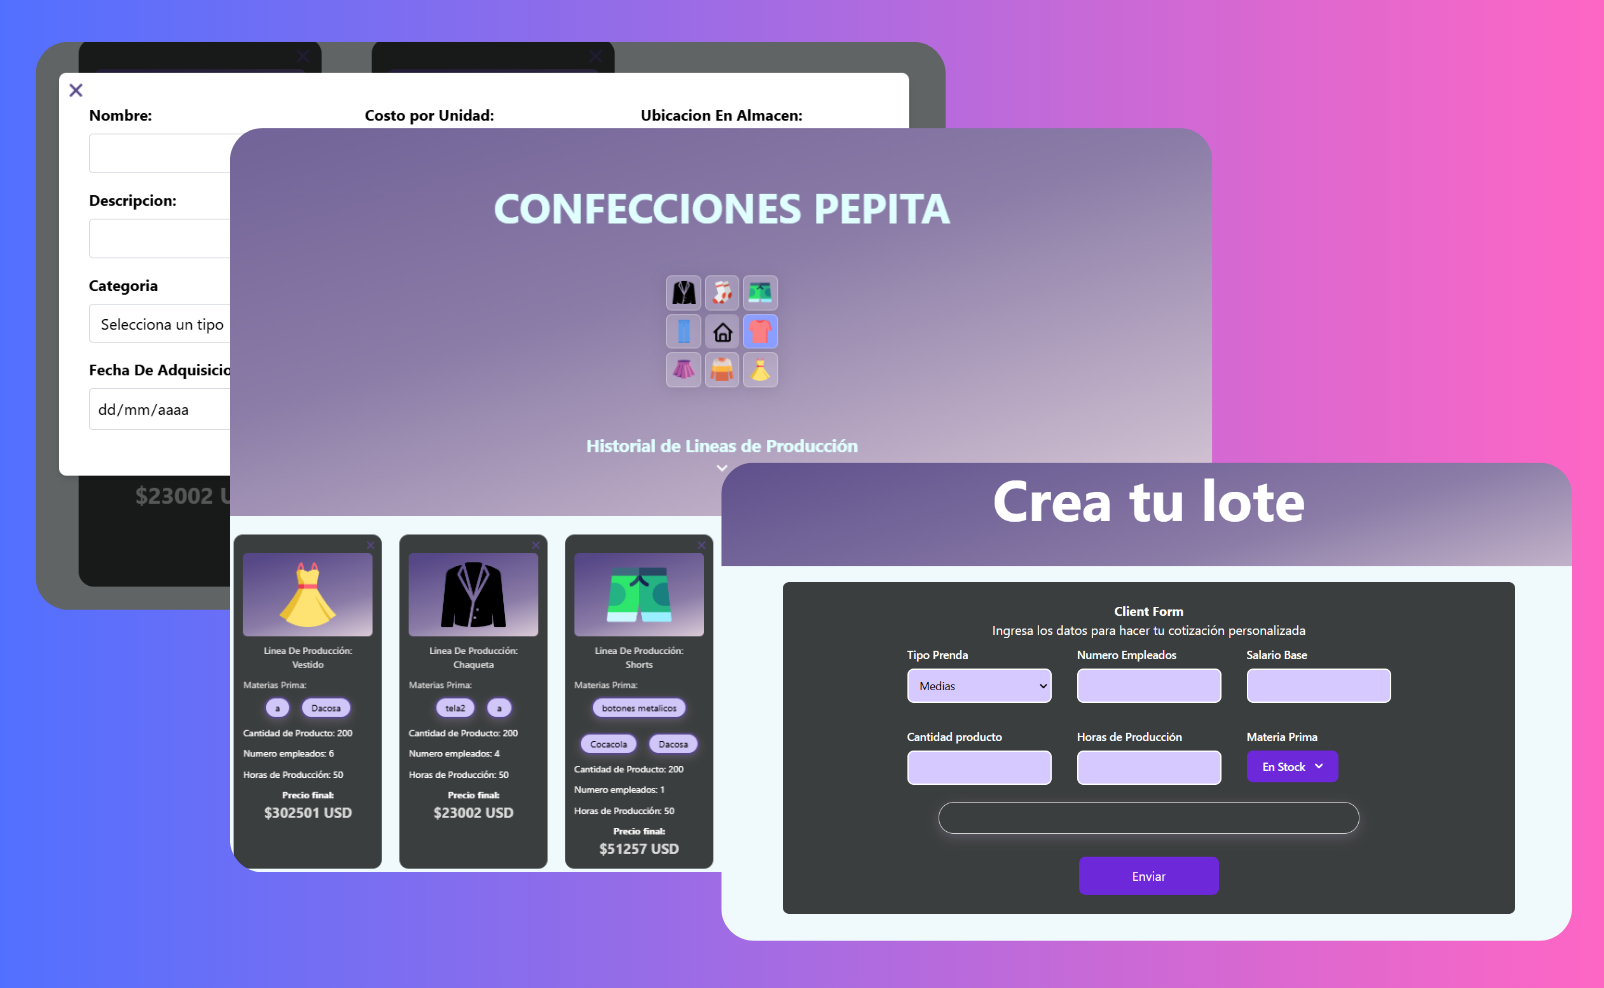 Nombre:
Costo por Unidad:
Ubicacion En Almacen:
Descripcion:
Categoria
Selecciona un tipo
Fecha De Adquisicio
dd/mm/aaaa
$23002 U
CONFECCIONES PEPITA
Historial de Lineas de Producción
Linea De Producción:
Vestido
Materias Prima:
a
Dacosa
Cantidad de Producto: 200
Numero empleados: 6
Horas de Producción: 50
Precio final:
$302501 USD
Linea De Producción:
Chaqueta
Materias Prima:
tela2
a
Cantidad de Producto: 200
Numero empleados: 4
Horas de Producción: 50
Precio final:
$23002 USD
Linea De Producción:
Shorts
Materias Prima:
botones metalicos
Cocacola
Dacosa
Cantidad de Producto: 200
Numero empleados: 1
Horas de Producción: 50
Precio final:
$51257 USD
Crea tu lote
Client Form
Ingresa los datos para hacer tu cotización personalizada
Tipo Prenda
Numero Empleados
Salario Base
Medias
Cantidad producto
Horas de Producción
Materia Prima
En Stock
Enviar